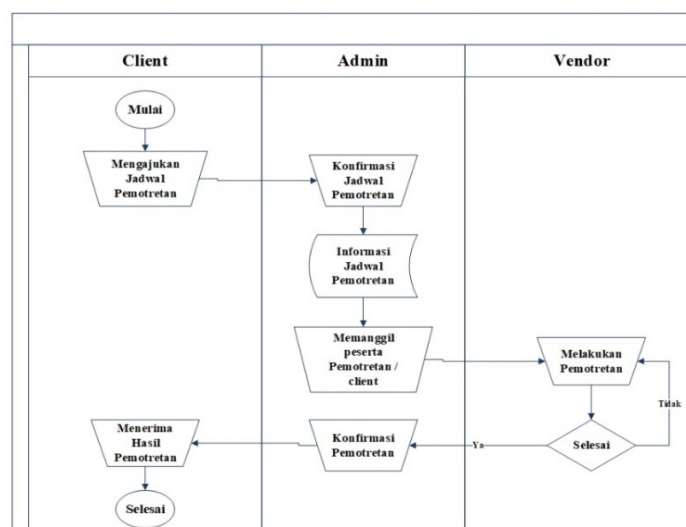 Client
Admin
Vendor
Mulai
Mengajukan
Jadwal
Pemotretan
Konfirmasi
Jadwal
Pemotretan
Informasi
Jadwal
Pemotretan
Memanggil
peserta
Pemotretan /
client
Melakukan
Pemotretan
Tidak
Selesai
Ya
Konfirmasi
Pemotretan
Menerima
Hasil
Pemotretan
Selesai